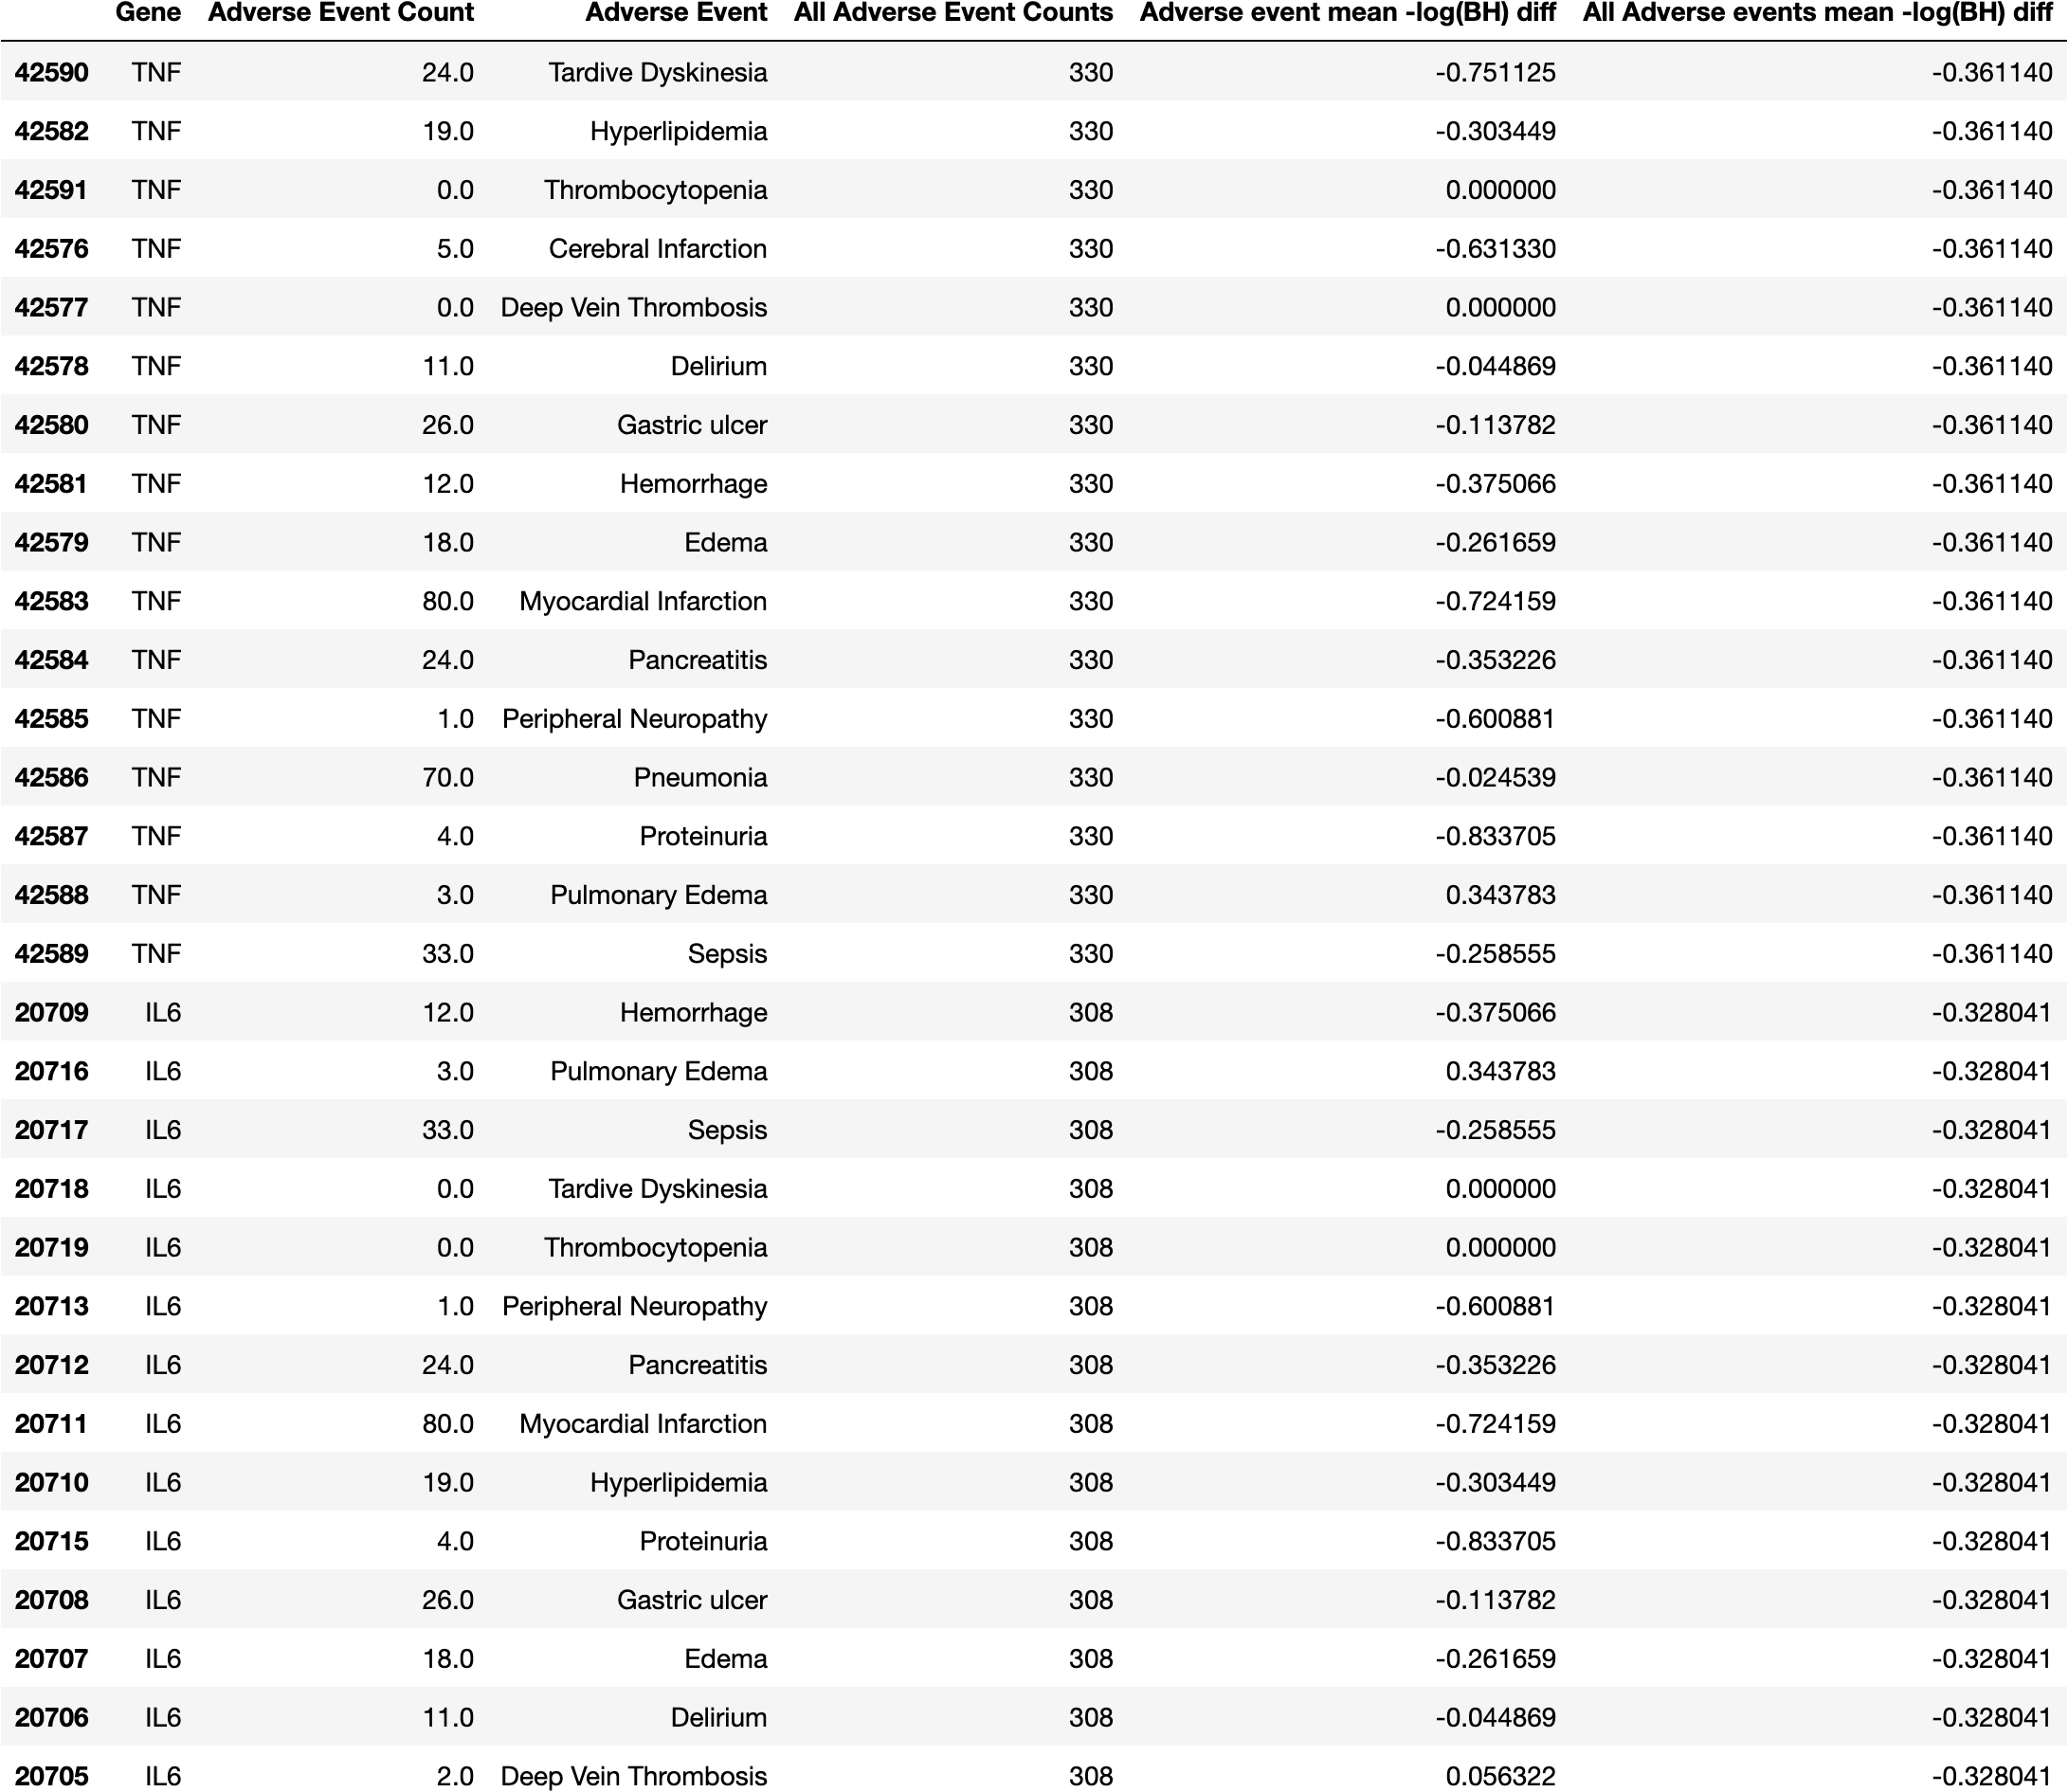 Gene Adverse Event Count Adverse Event All Adverse Event Counts Adverse event mean -log(BH) diff All Adverse events mean -log(BH) diff
42590 TNF 24.0 Tardive Dyskinesia 330 -0.751125 -0.361140
42582 TNF 19.0 Hyperlipidemia 330 -0.303449 -0.361140
42591 TNF 0.0 Thrombocytopenia 330 0.000000 -0.361140
42576 TNF 5.0 Cerebral Infarction 330 -0.631330 -0.361140
42577 TNF 0.0 Deep Vein Thrombosis 330 0.000000 -0.361140
42578 TNF 11.0 Delirium 330 -0.044869 -0.361140
42580 TNF 26.0 Gastric ulcer 330 -0.113782 -0.361140
42581 TNF 12.0 Hemorrhage 330 -0.375066 -0.361140
42579 TNF 18.0 Edema 330 -0.261659 -0.361140
42583 TNF 80.0 Myocardial Infarction 330 -0.724159 -0.361140
42584 TNF 24.0 Pancreatitis 330 -0.353226 -0.361140
42585 TNF 1.0 Peripheral Neuropathy 330 -0.600881 -0.361140
42586 TNF 70.0 Pneumonia 330 -0.024539 -0.361140
42587 TNF 4.0 Proteinuria 330 -0.833705 -0.361140
42588 TNF 3.0 Pulmonary Edema 330 0.343783 -0.361140
42589 TNF 33.0 Sepsis 330 -0.258555 -0.361140
20709 IL6 12.0 Hemorrhage 308 -0.375066 -0.328041
20716 IL6 3.0 Pulmonary Edema 308 0.343783 -0.328041
20717 IL6 33.0 Sepsis 308 -0.258555 -0.328041
20718 IL6 0.0 Tardive Dyskinesia 308 0.000000 -0.328041
20719 IL6 0.0 Thrombocytopenia 308 0.000000 -0.328041
20713 IL6 1.0 Peripheral Neuropathy 308 -0.600881 -0.328041
20712 IL6 24.0 Pancreatitis 308 -0.353226 -0.328041
20711 IL6 80.0 Myocardial Infarction 308 -0.724159 -0.328041
20710 IL6 19.0 Hyperlipidemia 308 -0.303449 -0.328041
20715 IL6 4.0 Proteinuria 308 -0.833705 -0.328041
20708 IL6 26.0 Gastric ulcer 308 -0.113782 -0.328041
20707 IL6 18.0 Edema 308 -0.261659 -0.328041
20706 IL6 11.0 Delirium 308 -0.044869 -0.328041
20705 IL6 2.0 Deep Vein Thrombosis 308 0.056322 -0.328041